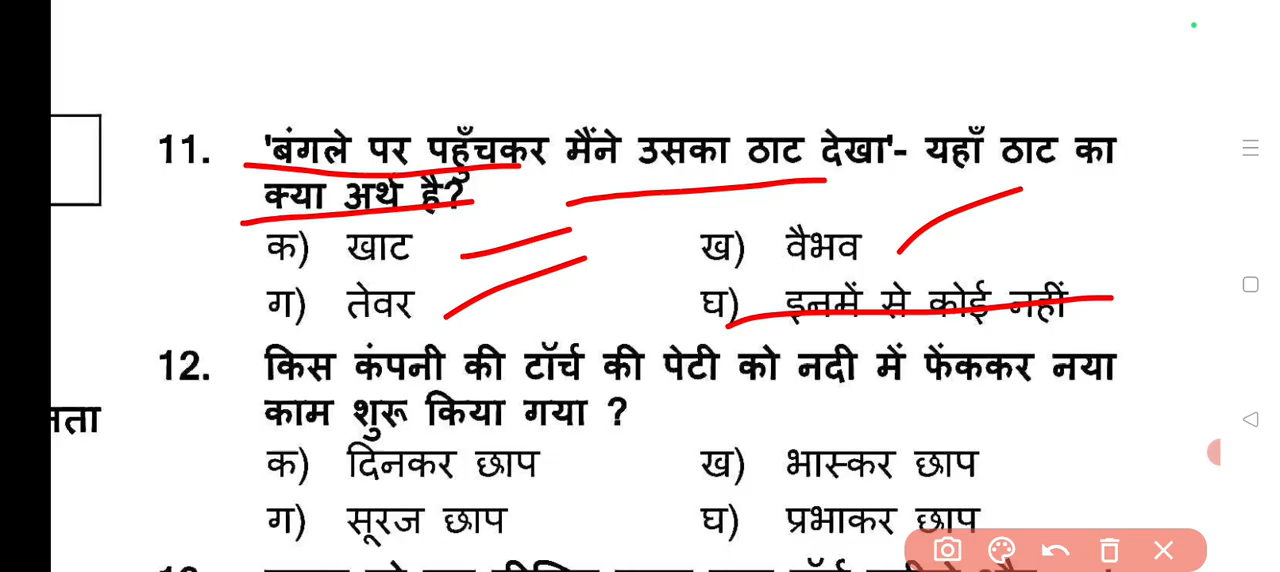 11. 'बंगले पर पहुँचकर मैंने उसका ठाट देखा'- यहाँ ठाट का
क्या अर्थ है?
क) खाट ख) वैभव
ग) तेवर घ) इनमें से कोई नहीं
12. किस कंपनी की टॉर्च की पेटी को नदी में फेंककर नया
काम शुरू किया गया ?
क) दिनकर छाप ख) भास्कर छाप
ग) सूरज छाप घ) प्रभाकर छाप